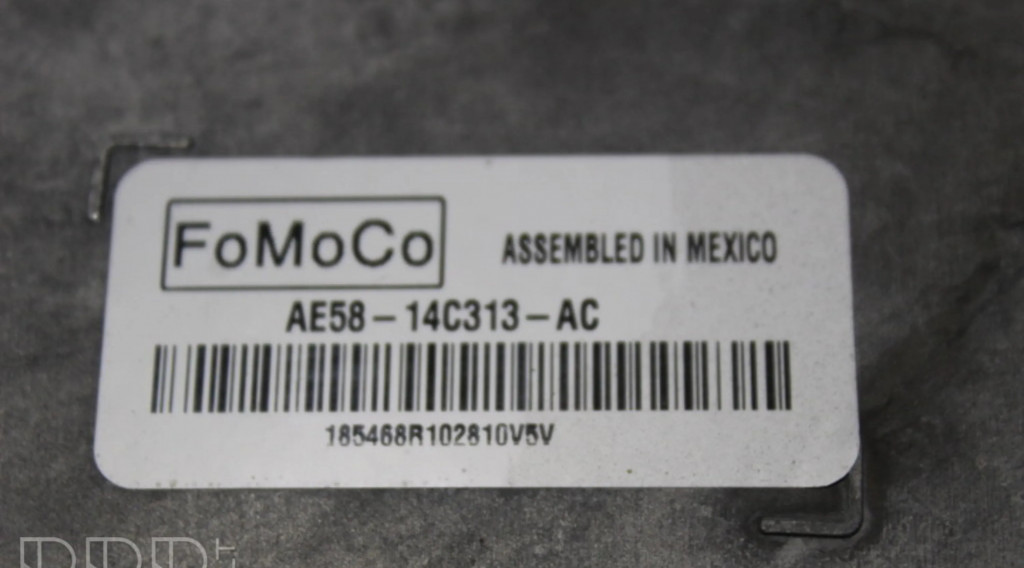 FoMoCo
ASSEMBLED IN MEXICO
AE58-14C313-AC
185468R102810V5V